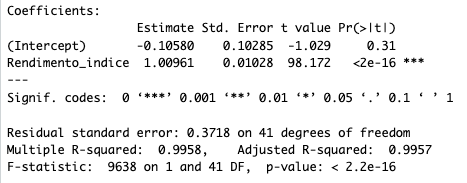 Coefficients:
Estimate Std. Error t value Pr(>|t|)
(Intercept) -0.10580 0.10285 -1.029 0.31
Rendimento_indice 1.00961 0.01028 98.172 <2e-16 ***
---
Signif. codes: 0 ‘***’ 0.001 ‘**’ 0.01 ‘*’ 0.05 ‘.’ 0.1 ‘ ’ 1
Residual standard error: 0.3718 on 41 degrees of freedom
Multiple R-squared: 0.9958, Adjusted R-squared: 0.9957
F-statistic: 9638 on 1 and 41 DF, p-value: < 2.2e-16